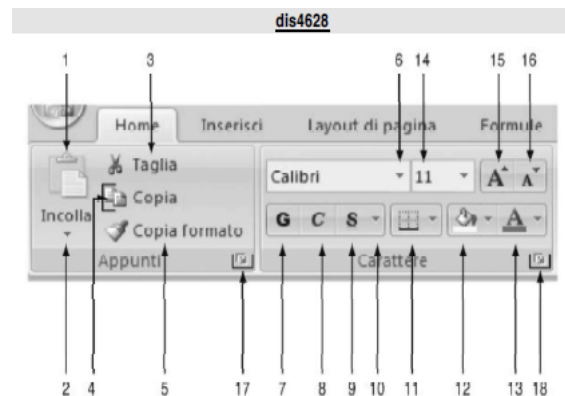 dis4628
1 3 6 14 15 16
Home Inserisci Layout di pagina Formule
Taglia
Calibri 11 A A
Copia
Incolla
G C S A
Copia formato
Appunti Carattere
2 4 5 17 7 8 9 10 11 12 13 18